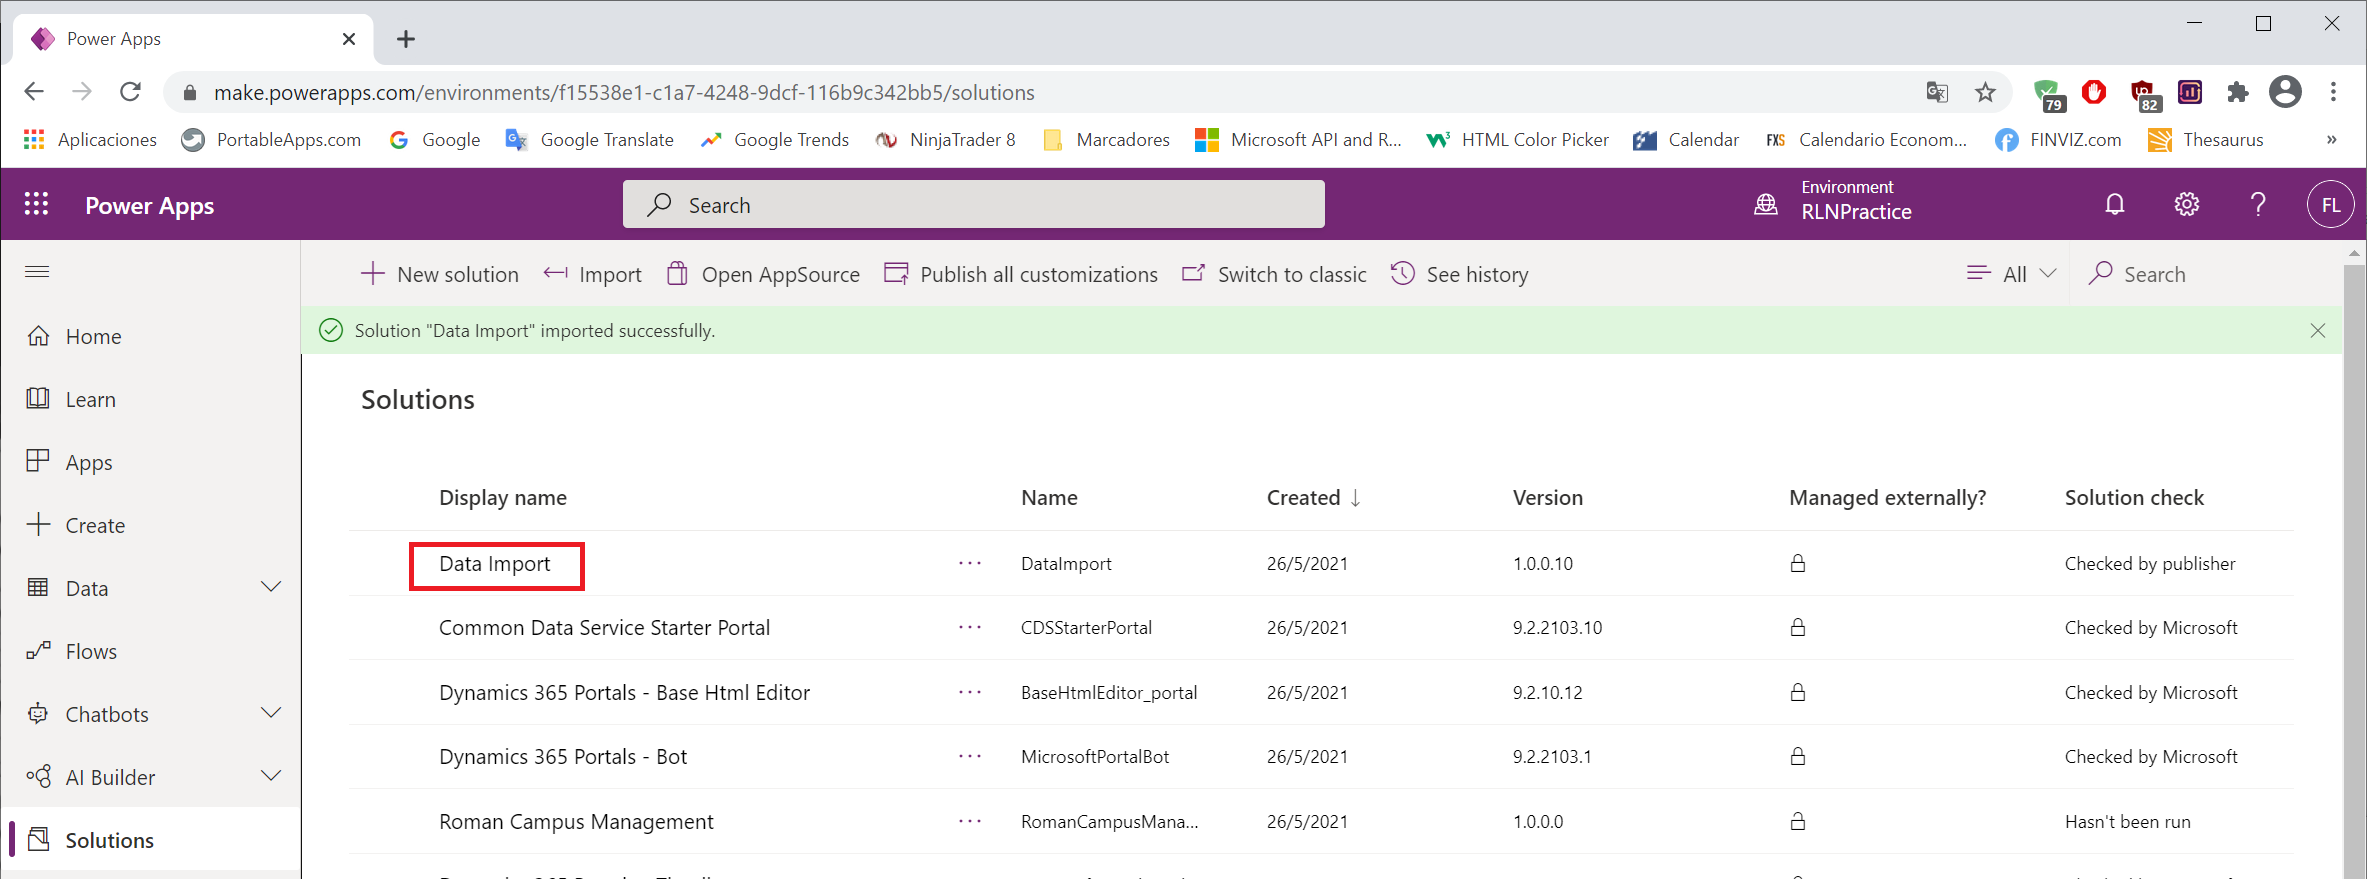 Power Apps
make.powerapps.com/environments/f15538e1-c1a7-4248-9dcf-116b9c342bb5/solutions
79
82
Aplicaciones PortableApps.com Google Google Translate Google Trends NinjaTrader 8 Marcadores Microsoft API and R... HTML Color Picker Calendar FXS Calendario Econom... FINVIZ.com Thesaurus »
Power Apps
Search
Environment
RLNPractice
FL
New solution Import Open AppSource Publish all customizations Switch to classic See history All Search
Solution "Data Import" imported successfully.
Home
Learn
Apps
Create
Data
Flows
Chatbots
AI Builder
Solutions
Solutions
Display name Name Created Version Managed externally? Solution check
Data Import ... DataImport 26/5/2021 1.0.0.10 Checked by publisher
Common Data Service Starter Portal ... CDSStarterPortal 26/5/2021 9.2.2103.10 Checked by Microsoft
Dynamics 365 Portals - Base Html Editor ... BaseHtmlEditor_portal 26/5/2021 9.2.10.12 Checked by Microsoft
Dynamics 365 Portals - Bot ... MicrosoftPortalBot 26/5/2021 9.2.2103.1 Checked by Microsoft
Roman Campus Management ... RomanCampusMana... 26/5/2021 1.0.0.0 Hasn't been run